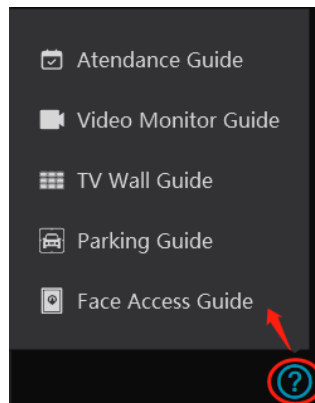 Atendance Guide
Video Monitor Guide
TV Wall Guide
Parking Guide
Face Access Guide
?